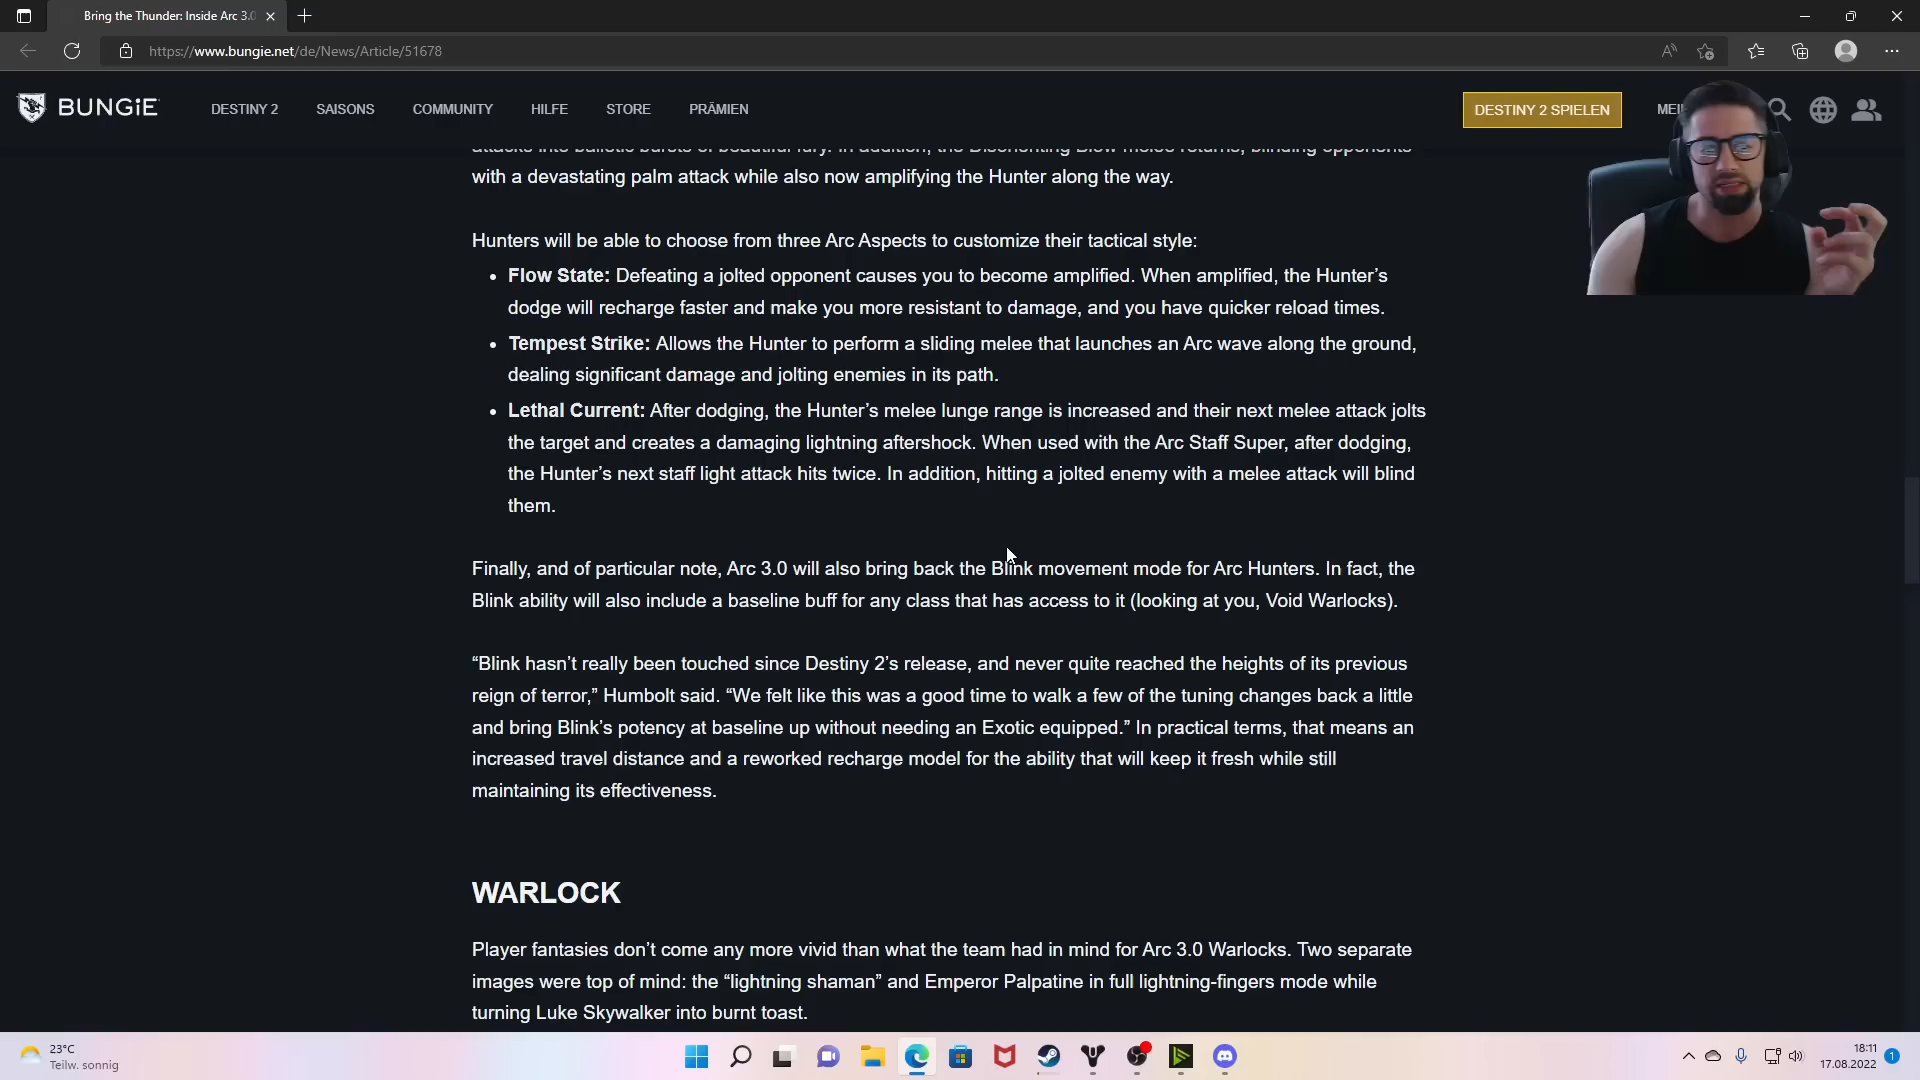 Bring the Thunder: Inside Arc 3.0
https://www.bungie.net/de/News/Article/51678
BUNGiE
DESTINY 2
SAISONS
COMMUNITY
HILFE
STORE
PRÄMIEN
DESTINY 2 SPIELEN
with a devastating palm attack while also now amplifying the Hunter along the way.
Hunters will be able to choose from three Arc Aspects to customize their tactical style:
• Flow State: Defeating a jolted opponent causes you to become amplified. When amplified, the Hunter’s
dodge will recharge faster and make you more resistant to damage, and you have quicker reload times.
• Tempest Strike: Allows the Hunter to perform a sliding melee that launches an Arc wave along the ground,
dealing significant damage and jolting enemies in its path.
• Lethal Current: After dodging, the Hunter’s melee lunge range is increased and their next melee attack jolts
the target and creates a damaging lightning aftershock. When used with the Arc Staff Super, after dodging,
the Hunter’s next staff light attack hits twice. In addition, hitting a jolted enemy with a melee attack will blind
them.
Finally, and of particular note, Arc 3.0 will also bring back the Blink movement mode for Arc Hunters. In fact, the
Blink ability will also include a baseline buff for any class that has access to it (looking at you, Void Warlocks).
“Blink hasn’t really been touched since Destiny 2’s release, and never quite reached the heights of its previous
reign of terror,” Humbolt said. “We felt like this was a good time to walk a few of the tuning changes back a little
and bring Blink’s potency at baseline up without needing an Exotic equipped.” In practical terms, that means an
increased travel distance and a reworked recharge model for the ability that will keep it fresh while still
maintaining its effectiveness.
WARLOCK
Player fantasies don’t come any more vivid than what the team had in mind for Arc 3.0 Warlocks. Two separate
images were top of mind: the “lightning shaman” and Emperor Palpatine in full lightning-fingers mode while
turning Luke Skywalker into burnt toast.
23°C
Teilw. sonnig
18:11
17.08.2022
1